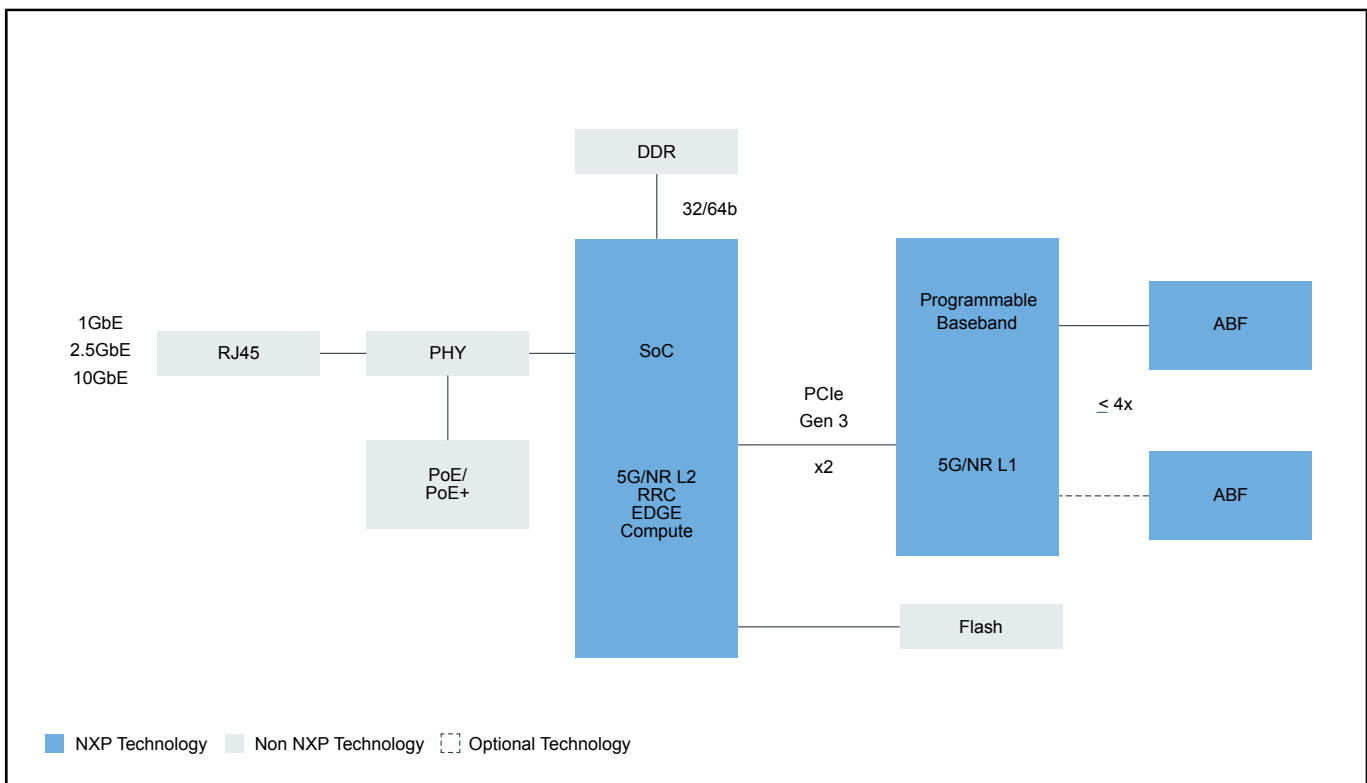 DDR
32/64b
1GbE
2.5GbE
10GbE
RJ45
PHY
PoE/
PoE+
SoC
5G/NR L2
RRC
EDGE
Compute
PCIe
Gen 3
x2
Programmable
Baseband
5G/NR L1
ABF
≤ 4x
ABF
Flash
NXP Technology
Non NXP Technology
Optional Technology